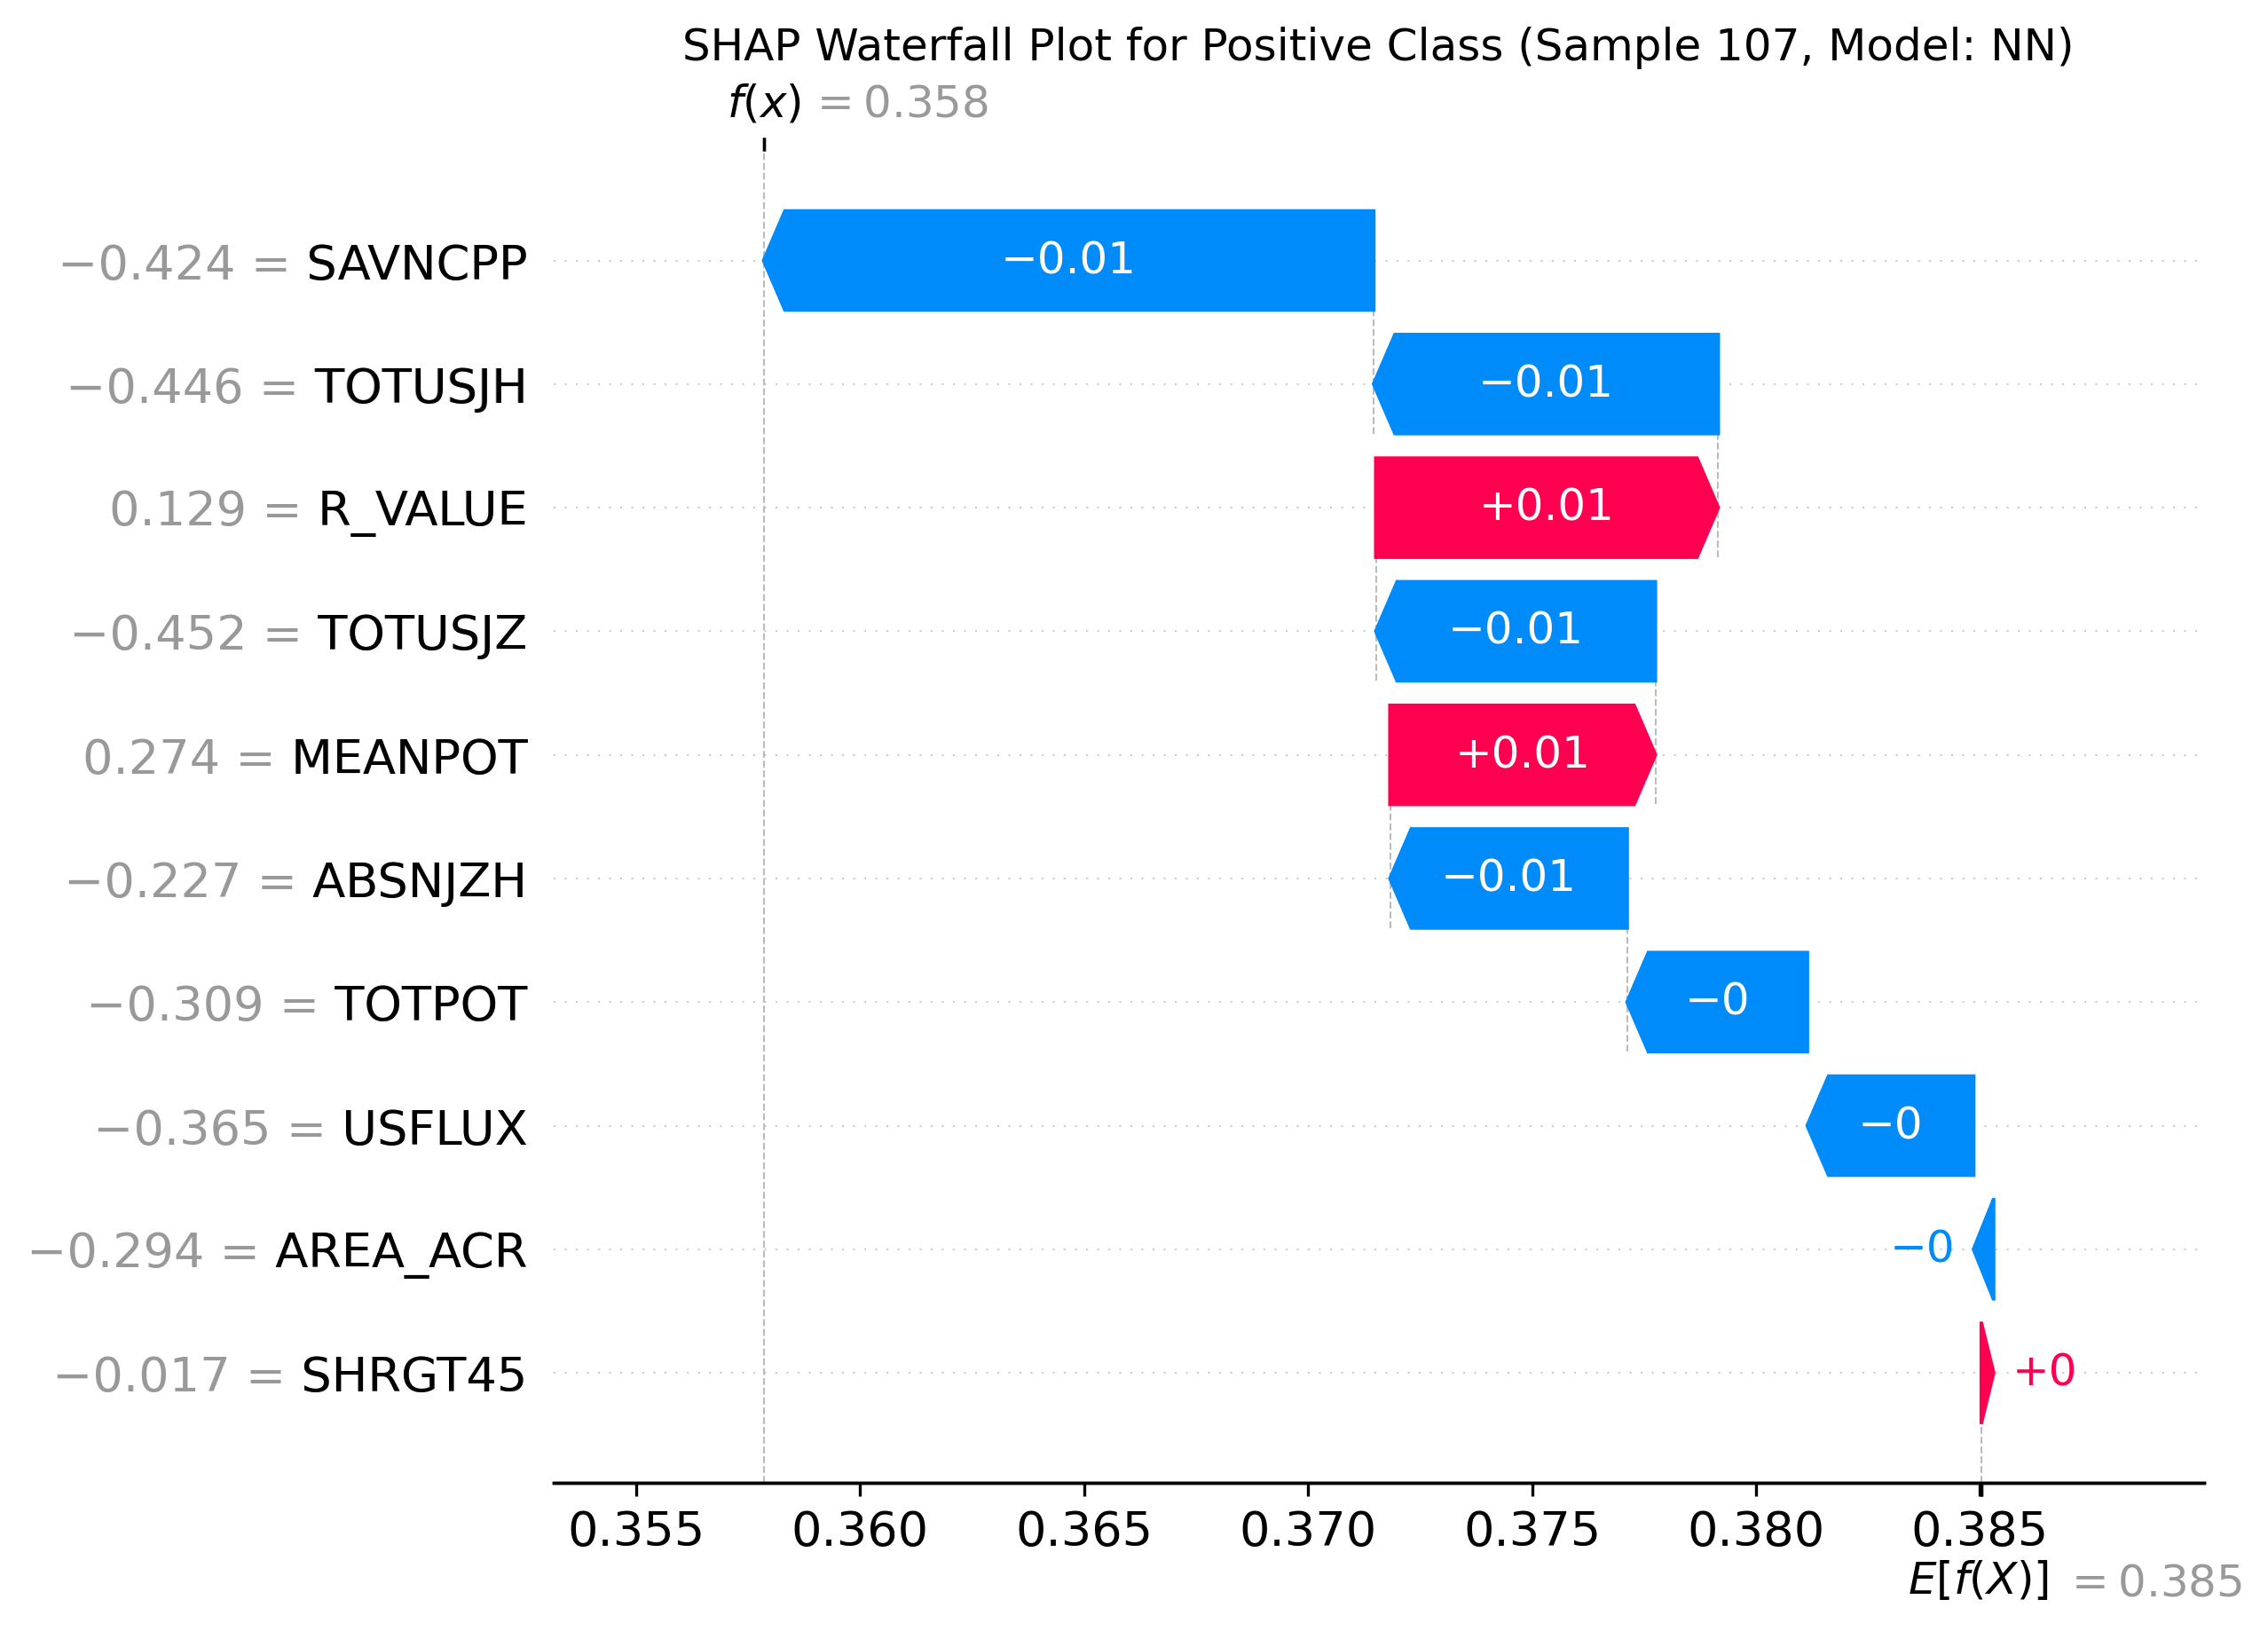 SHAP Waterfall Plot for Positive Class (Sample 107, Model: NN)
f(x) = 0.358
−0.424 = SAVNCPP −0.01
−0.446 = TOTUSJH −0.01
0.129 = R_VALUE +0.01
−0.452 = TOTUSJZ −0.01
0.274 = MEANPOT +0.01
−0.227 = ABSNJZH −0.01
−0.309 = TOTPOT −0
−0.365 = USFLUX −0
−0.294 = AREA_ACR −0
−0.017 = SHRGT45 +0
0.355 0.360 0.365 0.370 0.375 0.380 0.385
E[f(X)] = 0.385